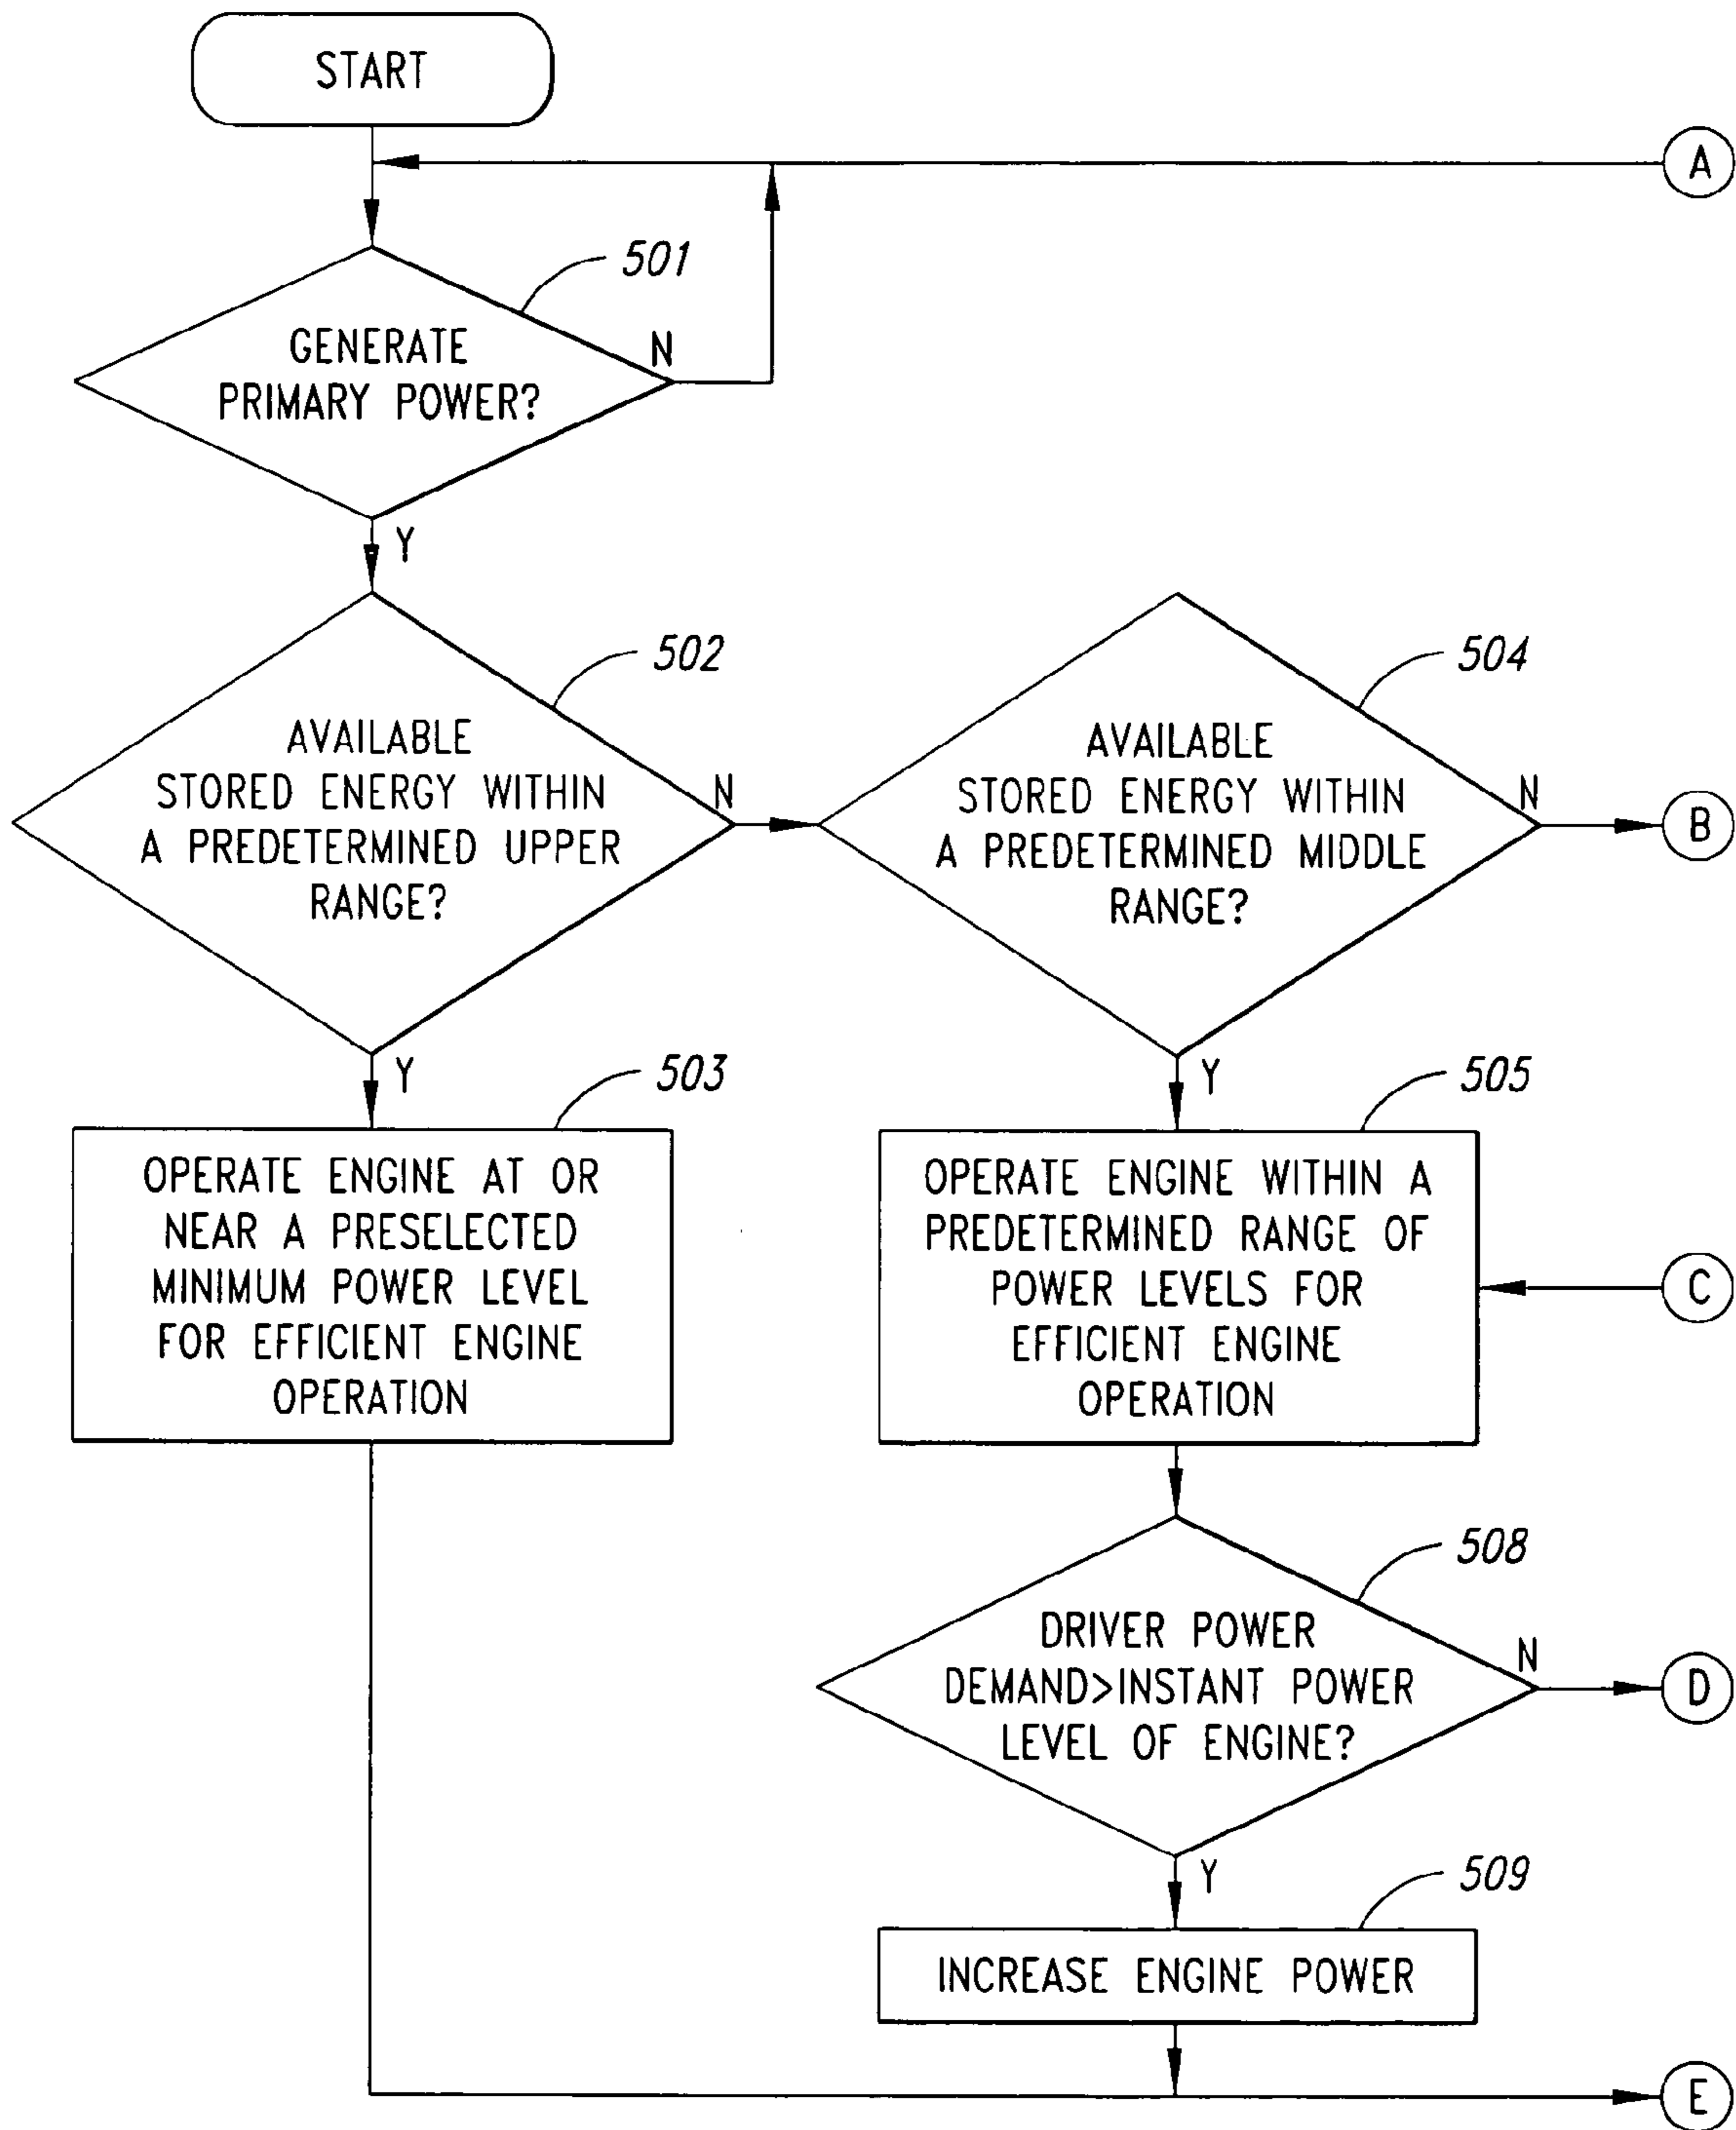 START
A
501
GENERATE
PRIMARY POWER?
N
Y
502
AVAILABLE
STORED ENERGY WITHIN
A PREDETERMINED UPPER
RANGE?
N
Y
504
AVAILABLE
STORED ENERGY WITHIN
A PREDETERMINED MIDDLE
RANGE?
N
B
Y
503
OPERATE ENGINE AT OR
NEAR A PRESELECTED
MINIMUM POWER LEVEL
FOR EFFICIENT ENGINE
OPERATION
505
OPERATE ENGINE WITHIN A
PREDETERMINED RANGE OF
POWER LEVELS FOR
EFFICIENT ENGINE
OPERATION
C
508
DRIVER POWER
DEMAND>INSTANT POWER
LEVEL OF ENGINE?
N
D
Y
509
INCREASE ENGINE POWER
E